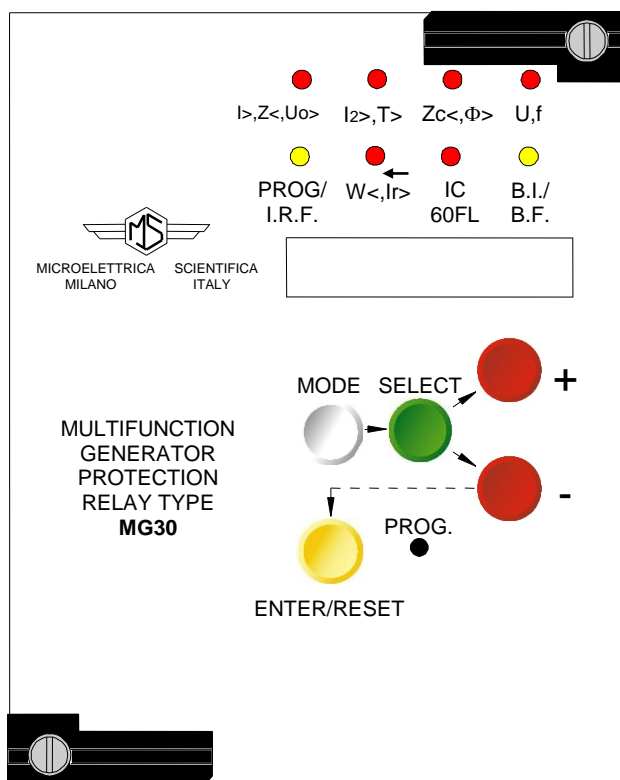 I>,Z<,Uo> I2>,T> Zc<,Φ> U,f
PROG/ I.R.F. W<,Ir> IC 60FL B.I./ B.F.
MS
MICROELETTRICA SCIENTIFICA
MILANO ITALY
MODE SELECT
+
MULTIFUNCTION
GENERATOR
PROTECTION
RELAY TYPE
MG30
-
PROG.
ENTER/RESET